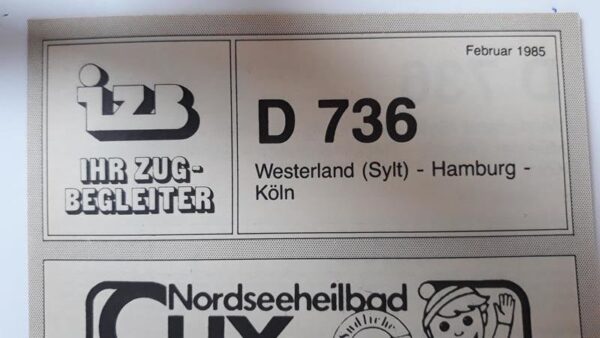 izb
IHR ZUG-
BEGLEITER
Februar 1985
D 736
Westerland (Sylt) - Hamburg -
Köln
Nordseeheilbad